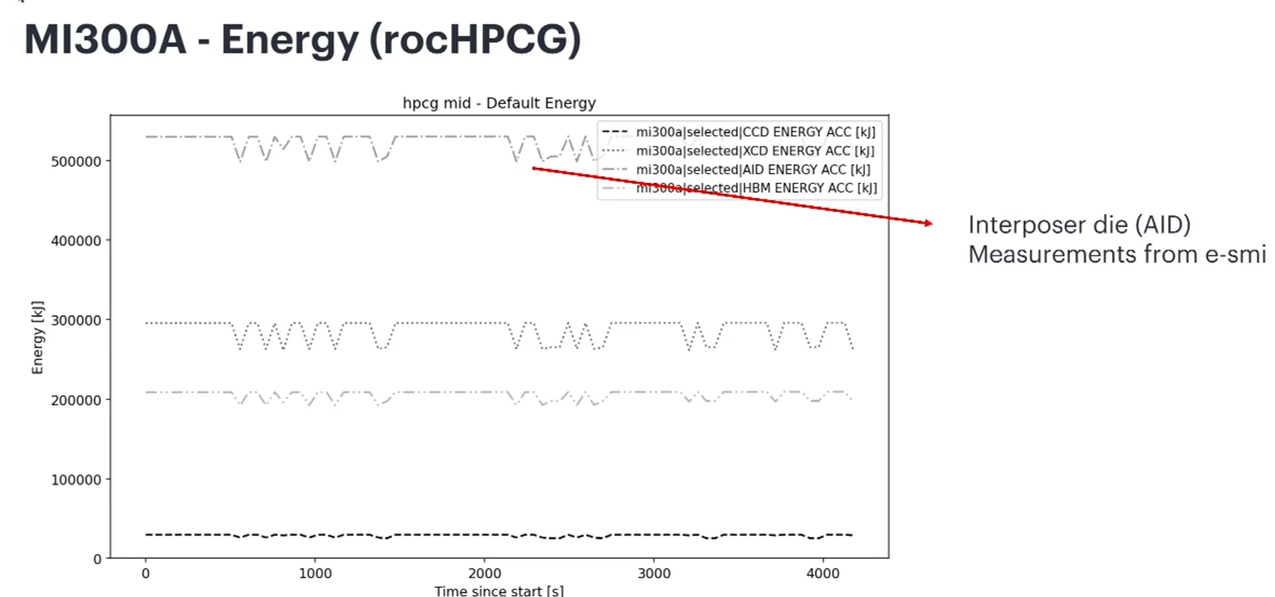 MI300A - Energy (rocHPCG)
hpcg mid - Default Energy
mi300a|selected|CCD ENERGY ACC [kJ]
mi300a|selected|XCD ENERGY ACC [kJ]
mi300a|selected|AID ENERGY ACC [kJ]
mi300a|selected|HBM ENERGY ACC [kJ]
500000
400000
300000
200000
100000
0
Energy [kJ]
0 1000 2000 3000 4000
Time since start [s]
Interposer die (AID)
Measurements from e-smi